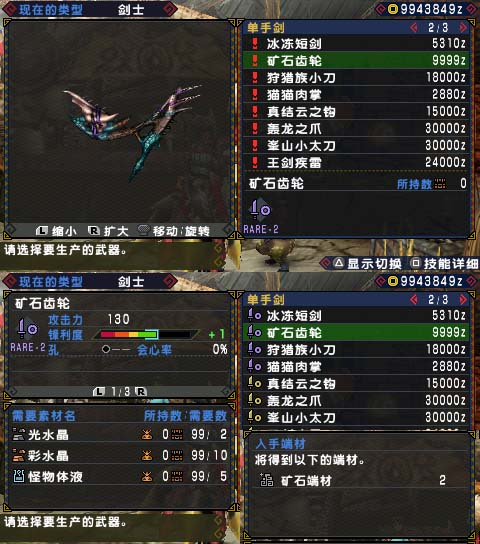 现在的类型 剑士
9943849z
单手剑 2/3
冰冻短剑 5310z
矿石齿轮 9999z
狩猎族小刀 18000z
猫猫肉掌 2880z
真结云之钩 15000z
轰龙之爪 30000z
峯山小太刀 30000z
王剑疾雷 24000z
矿石齿轮 所持数 0
RARE-2
L 缩小 R 扩大 移动:旋转
请选择要生产的武器。
△显示切换 □技能详细
现在的类型 剑士
9943849z
矿石齿轮
攻击力 130
RARE-2 锋利度 +1
孔 ●—— 会心率 0%
L 1/3 R
单手剑 2/3
冰冻短剑 5310z
矿石齿轮 9999z
狩猎族小刀 18000z
猫猫肉掌 2880z
真结云之钩 15000z
轰龙之爪 30000z
峯山小太刀 30000z
需要素材名 所持数:需要数
光水晶 0 99/ 2
彩水晶 0 99/10
怪物体液 0 99/ 5
入手端材
将得到以下的端材。
矿石端材 2
请选择要生产的武器。